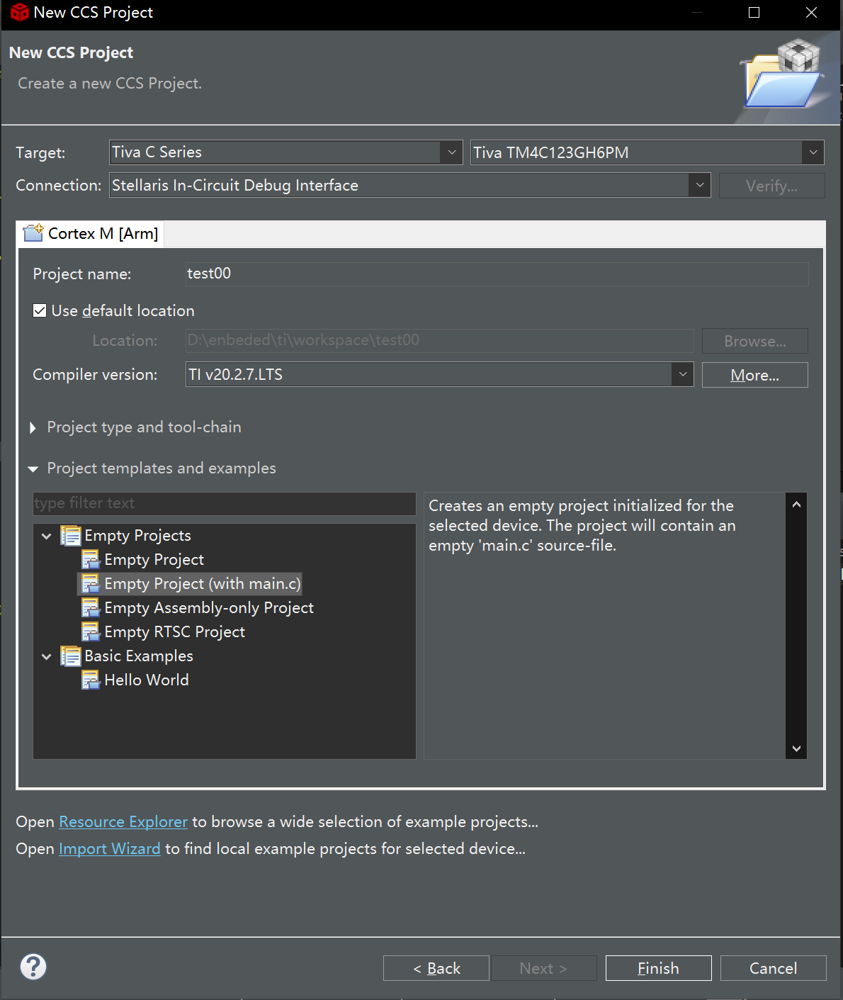 New CCS Project
New CCS Project
Create a new CCS Project.
Target: Tiva C Series Tiva TM4C123GH6PM
Connection: Stellaris In-Circuit Debug Interface Verify...
Cortex M [Arm]
Project name: test00
Use default location
Location: D:\enbeded\ti\workspace\test00 Browse...
Compiler version: TI v20.2.7.LTS More...
Project type and tool-chain
Project templates and examples
type filter text
Empty Projects
Empty Project
Empty Project (with main.c)
Empty Assembly-only Project
Empty RTSC Project
Basic Examples
Hello World
Creates an empty project initialized for the
selected device. The project will contain an
empty 'main.c' source-file.
Open Resource Explorer to browse a wide selection of example projects...
Open Import Wizard to find local example projects for selected device...
? < Back Next > Finish Cancel